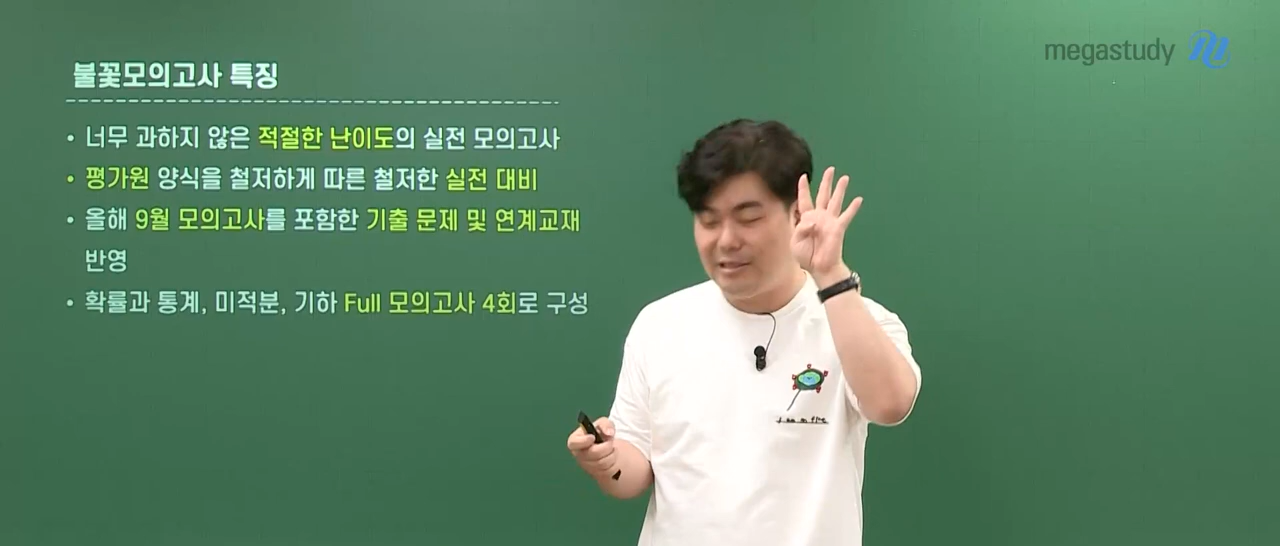 megastudy
불꽃모의고사 특징
• 너무 과하지 않은 적절한 난이도의 실전 모의고사
• 평가원 양식을 철저하게 따른 철저한 실전 대비
• 올해 9월 모의고사를 포함한 기출 문제 및 연계교재
반영
• 확률과 통계, 미적분, 기하 Full 모의고사 4회로 구성